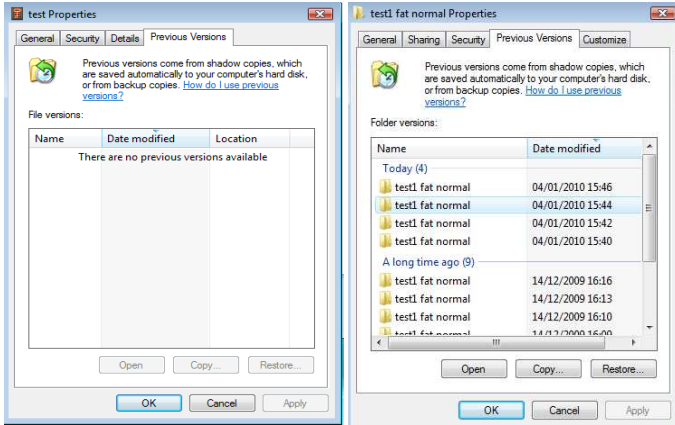 test Properties
General Security Details Previous Versions
Previous versions come from shadow copies, which
are saved automatically to your computer's hard disk,
or from backup copies. How do I use previous
versions?
File versions:
Name Date modified Location
There are no previous versions available
Open Copy... Restore...
OK Cancel Apply
test1 fat normal Properties
General Sharing Security Previous Versions Customize
Previous versions come from shadow copies, which
are saved automatically to your computer's hard disk,
or from backup copies. How do I use previous
versions?
Folder versions:
Name Date modified
Today (4)
test1 fat normal 04/01/2010 15:46
test1 fat normal 04/01/2010 15:44
test1 fat normal 04/01/2010 15:42
test1 fat normal 04/01/2010 15:40
A long time ago (9)
test1 fat normal 14/12/2009 16:16
test1 fat normal 14/12/2009 16:13
test1 fat normal 14/12/2009 16:10
test1 fat normal 14/12/2009 16:09
Open Copy... Restore...
OK Cancel Apply